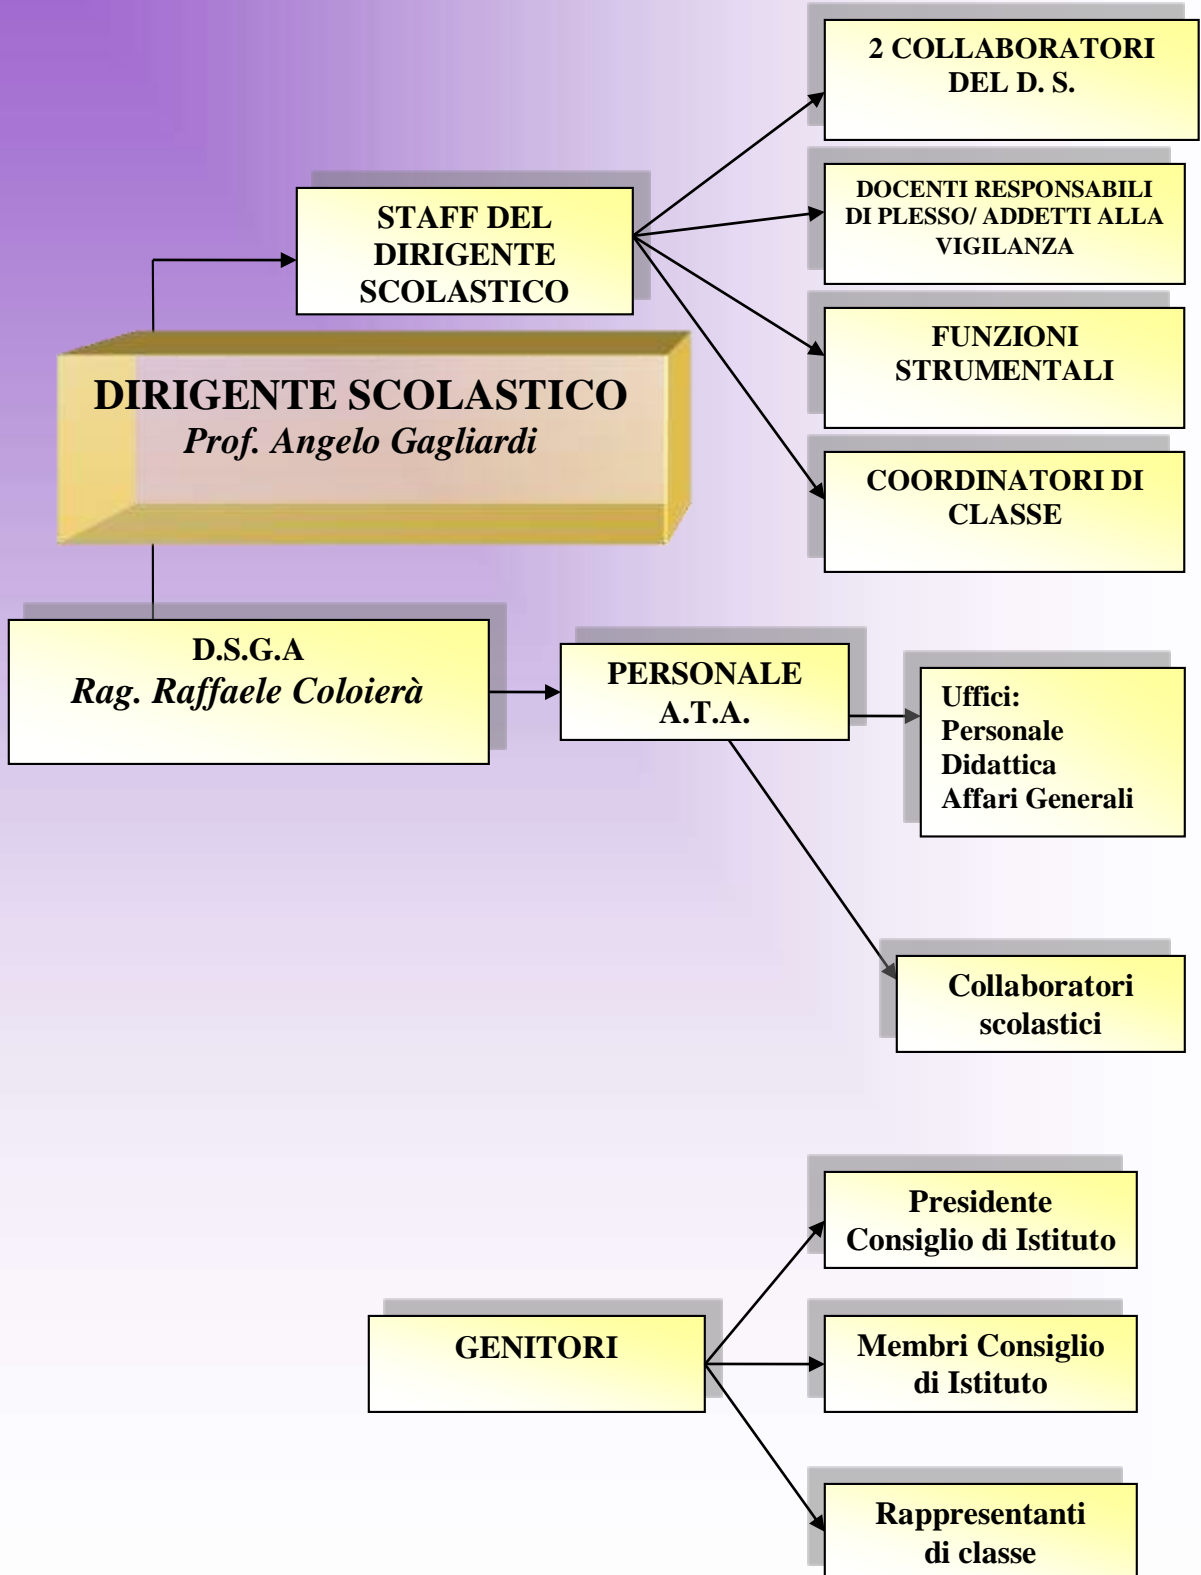 2 COLLABORATORI
DEL D. S.
STAFF DEL
DIRIGENTE
SCOLASTICO
DOCENTI RESPONSABILI
DI PLESSO/ ADDETTI ALLA
VIGILANZA
FUNZIONI
STRUMENTALI
DIRIGENTE SCOLASTICO
Prof. Angelo Gagliardi
COORDINATORI DI
CLASSE
D.S.G.A
Rag. Raffaele Coloierà
PERSONALE
A.T.A.
Uffici:
Personale
Didattica
Affari Generali
Collaboratori
scolastici
Presidente
Consiglio di Istituto
GENITORI
Membri Consiglio
di Istituto
Rappresentanti
di classe